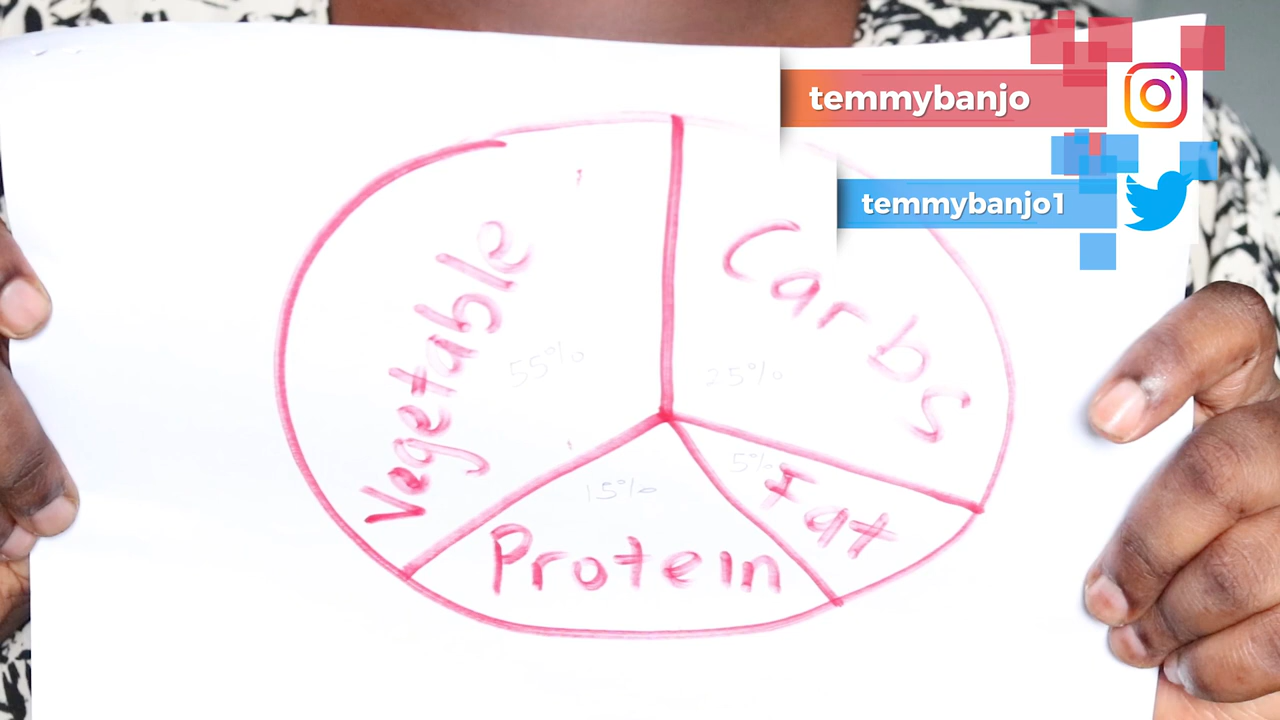 temmybanjo
temmybanjo1
Vegetable
55%
Carbs
25%
5%
Fat
15%
Protein